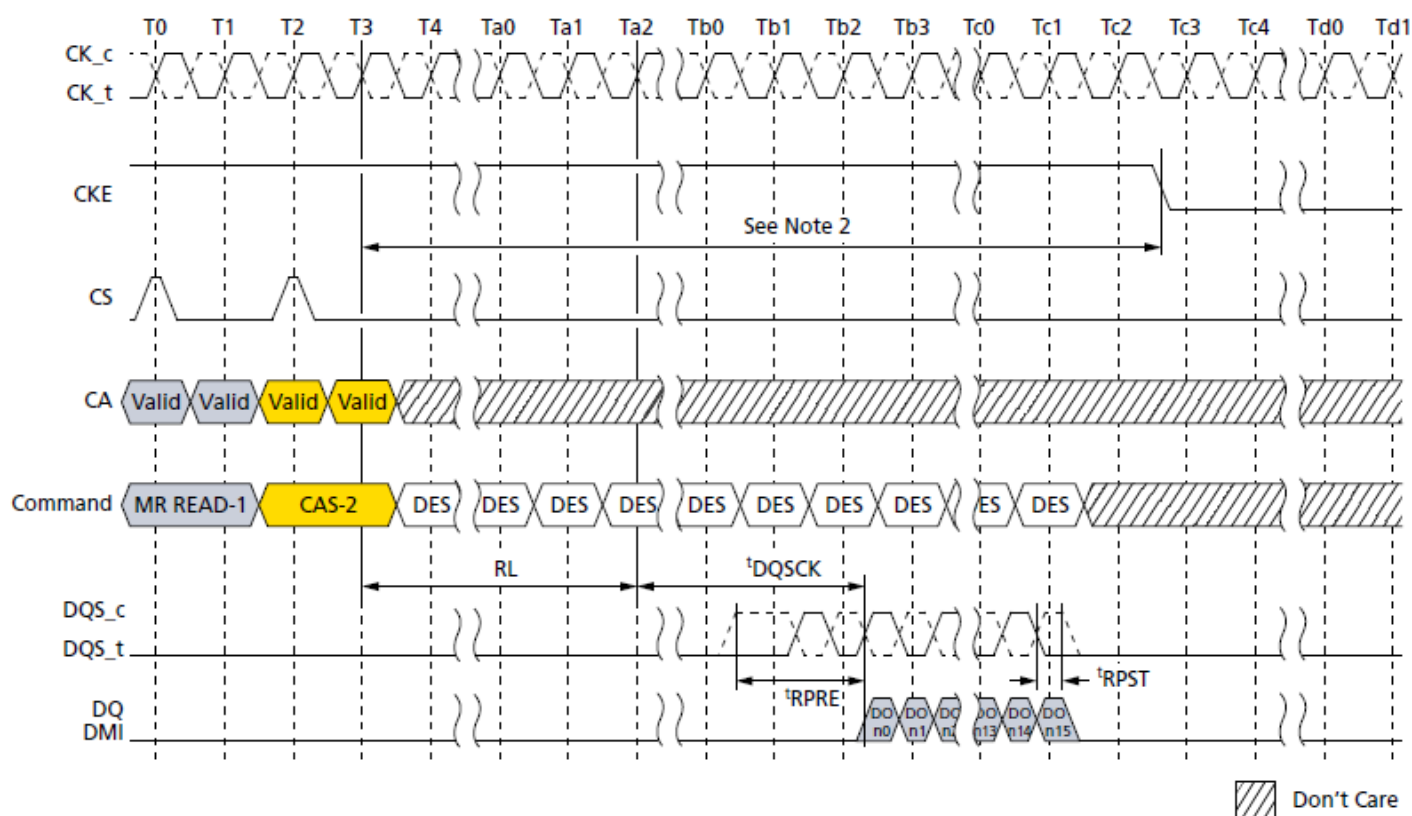 T0 T1 T2 T3 T4 Ta0 Ta1 Ta2 Tb0 Tb1 Tb2 Tb3 Tc0 Tc1 Tc2 Tc3 Tc4 Td0 Td1
CK_c
CK_t
CKE
See Note 2
CS
CA Valid Valid Valid Valid
Command MR READ-1 CAS-2 DES DES DES DES DES DES DES DES ES DES
RL tDQSCK
DQS_c
DQS_t
tRPRE tRPST
DQ
DMI
DO DO DO DO DO DO
n0 n1 n2 n13 n14 n15
Don't Care